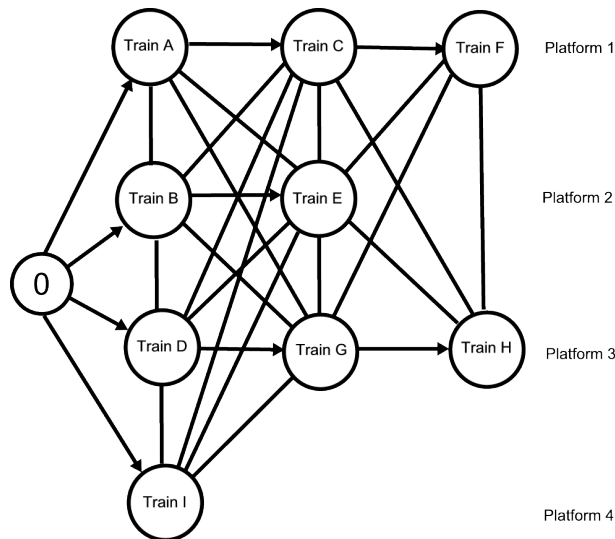 Train A Train C Train F Platform 1
Train B Train E Platform 2
0
Train D Train G Train H Platform 3
Train I Platform 4